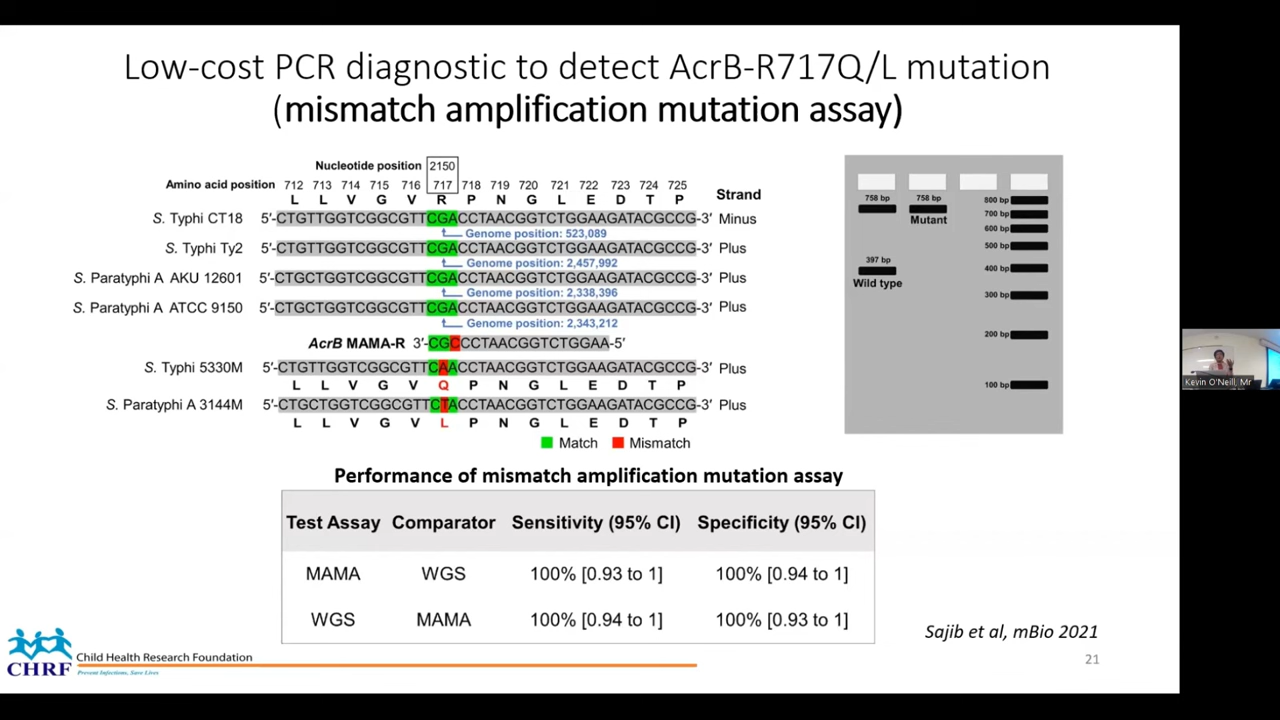 Low-cost PCR diagnostic to detect AcrB-R717Q/L mutation
(mismatch amplification mutation assay)
Nucleotide position 2150
Amino acid position 712 713 714 715 716 717 718 719 720 721 722 723 724 725 Strand
L L V G V R P N G L E D T P
S. Typhi CT18 5′-CTGTTGGTCGGCGTTCGACCTAACGGTCTGGAAGATACGCCG-3′ Minus
Genome position: 523,089
S. Typhi Ty2 5′-CTGTTGGTCGGCGTTCGACCTAACGGTCTGGAAGATACGCCG-3′ Plus
Genome position: 2,457,992
S. Paratyphi A AKU 12601 5′-CTGCTGGTCGGCGTTCGACCTAACGGTCTGGAAGATACGCCG-3′ Plus
Genome position: 2,338,396
S. Paratyphi A ATCC 9150 5′-CTGCTGGTCGGCGTTCGACCTAACGGTCTGGAAGATACGCCG-3′ Plus
Genome position: 2,343,212
AcrB MAMA-R 3′-CGCCCTAACGGTCTGGAA-5′
S. Typhi 5330M 5′-CTGTTGGTCGGCGTTCAACCTAACGGTCTGGAAGATACGCCG-3′ Plus
L L V G V Q P N G L E D T P
S. Paratyphi A 3144M 5′-CTGCTGGTCGGCGTTCTACCTAACGGTCTGGAAGATACGCCG-3′ Plus
L L V G V L P N G L E D T P
Match Mismatch
758 bp 758 bp 800 bp
Mutant 700 bp
600 bp
500 bp
397 bp 400 bp
Wild type
300 bp
200 bp
100 bp
Kevin O'Neill, Mr
Performance of mismatch amplification mutation assay
Test Assay Comparator Sensitivity (95% CI) Specificity (95% CI)
MAMA WGS 100% [0.93 to 1] 100% [0.94 to 1]
WGS MAMA 100% [0.94 to 1] 100% [0.93 to 1]
Sajib et al, mBio 2021
CHRF Child Health Research Foundation
Prevent Infections, Save Lives
21